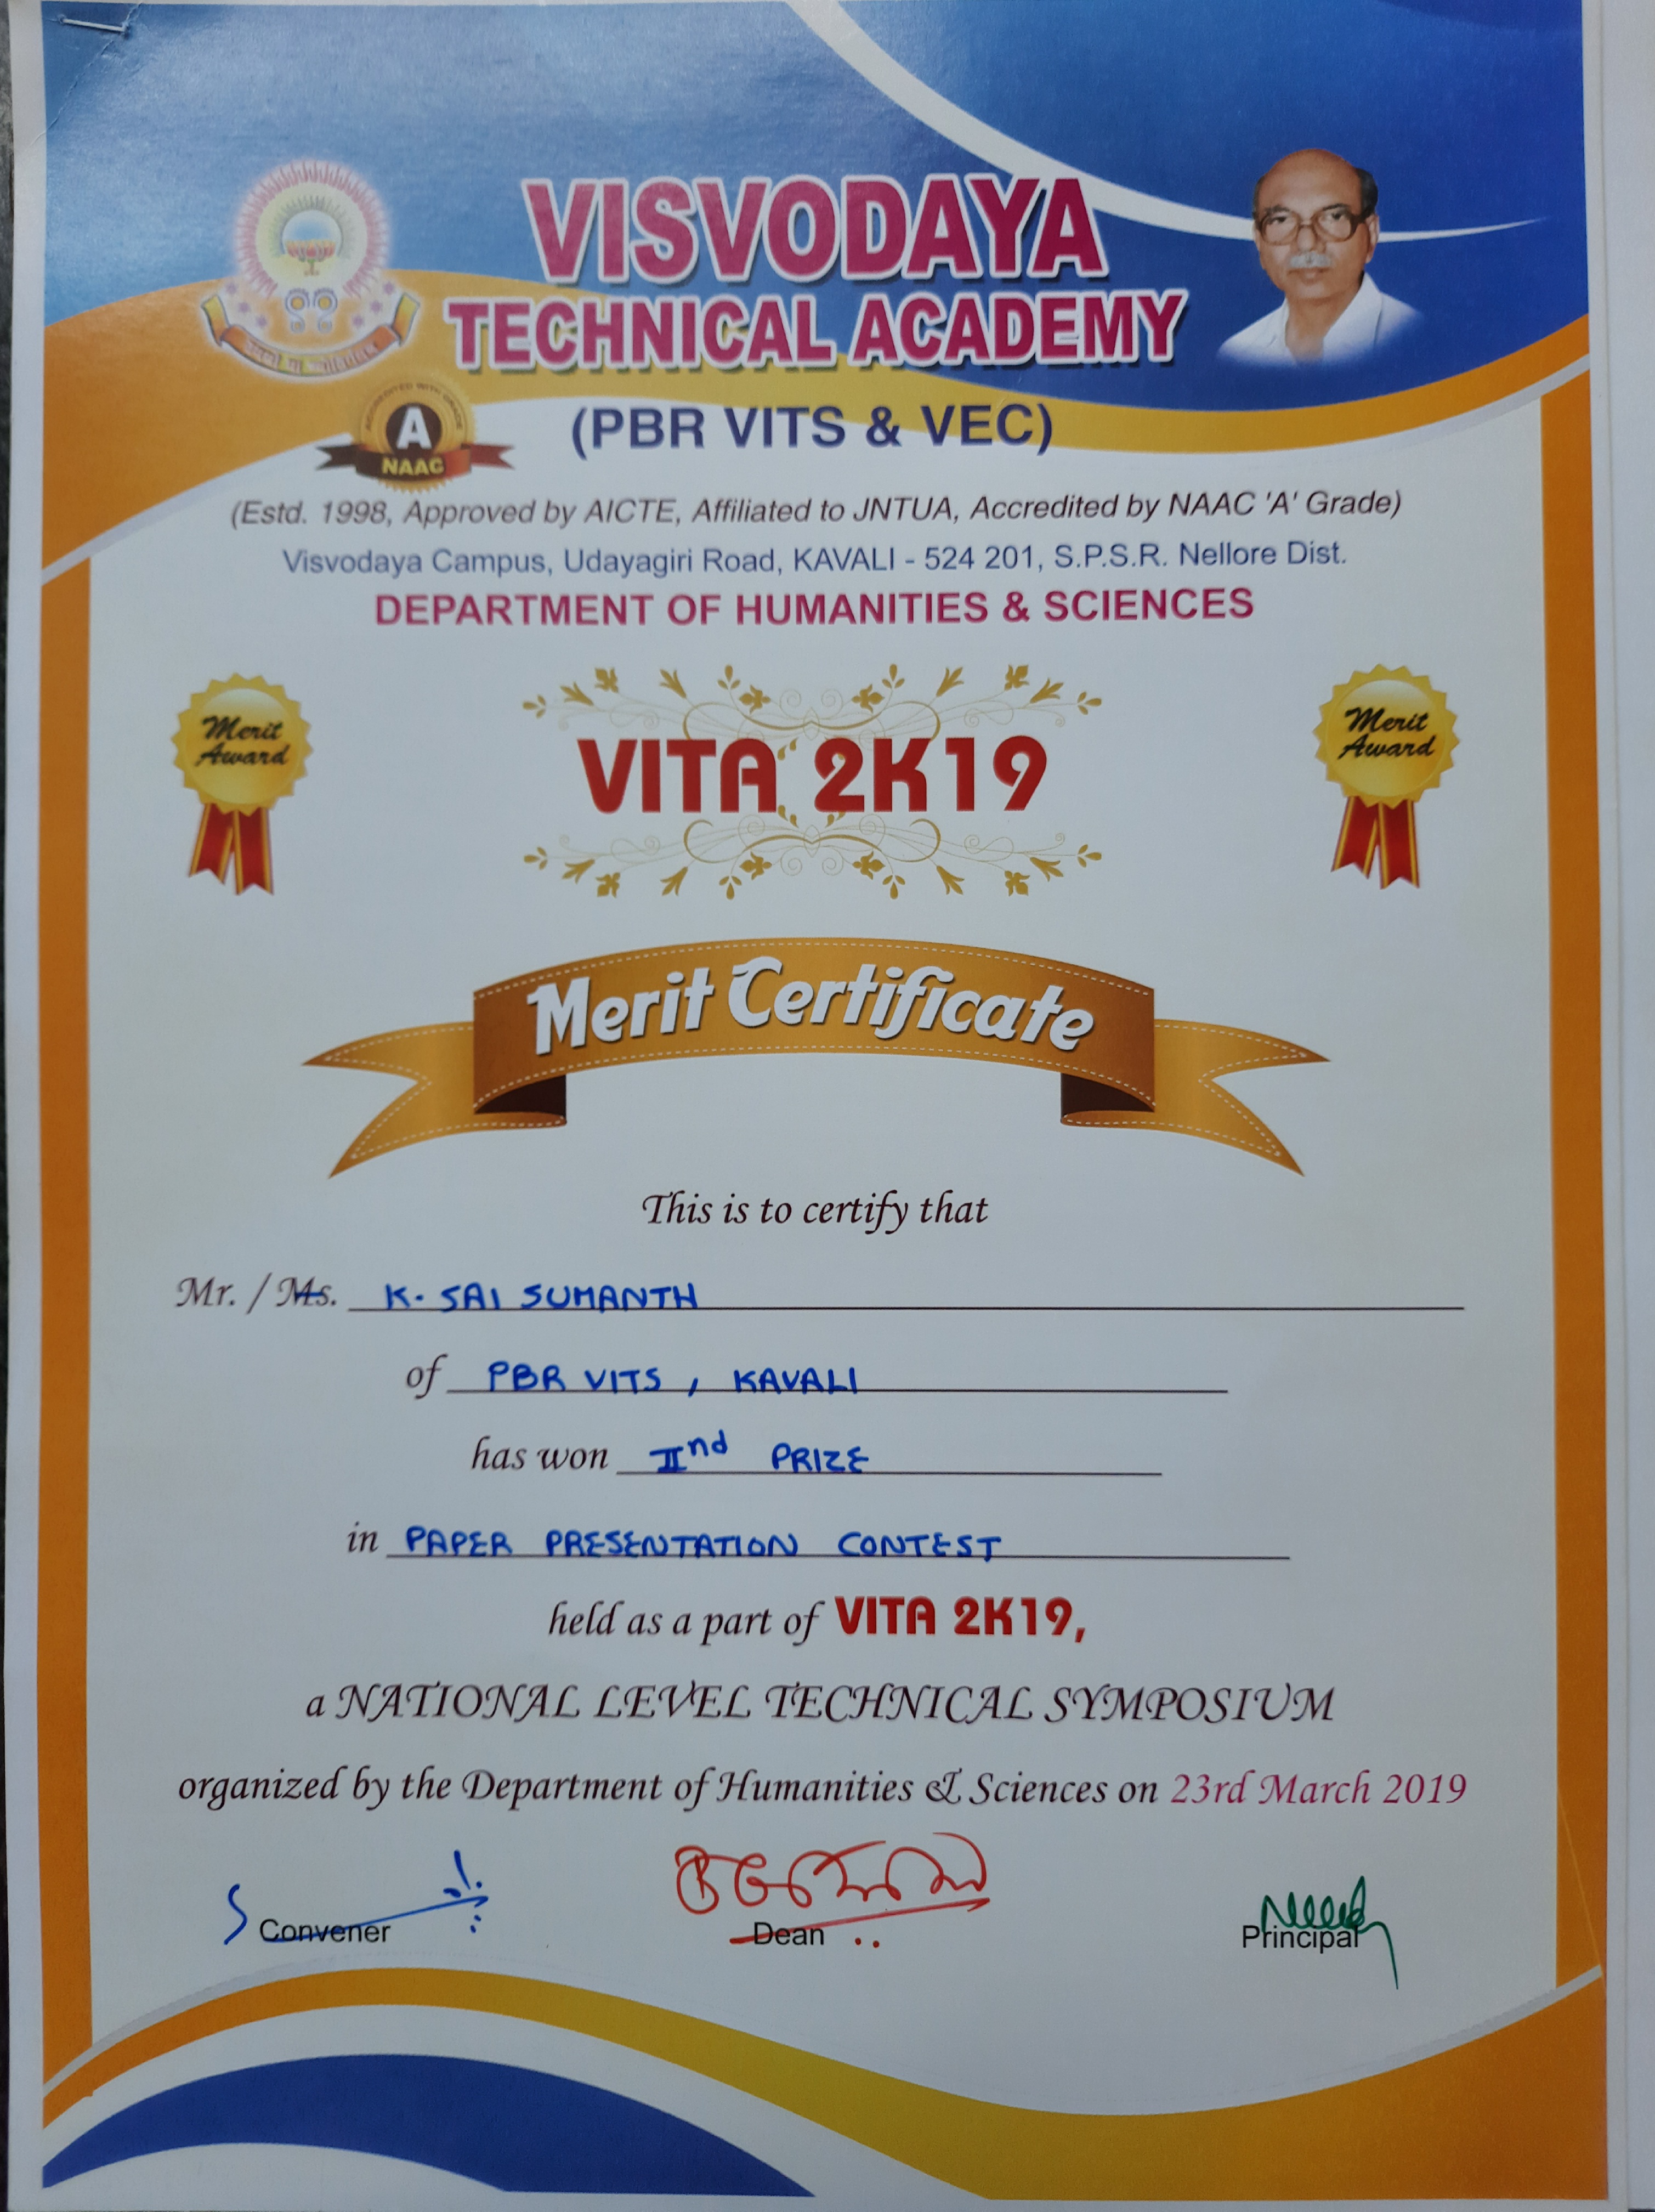 VISVODAYA
TECHNICAL ACADEMY
ACCREDITED WITH GRADE
A
NAAC
(PBR VITS & VEC)
(Estd. 1998, Approved by AICTE, Affiliated to JNTUA, Accredited by NAAC 'A' Grade)
Visvodaya Campus, Udayagiri Road, KAVALI - 524 201, S.P.S.R. Nellore Dist.
DEPARTMENT OF HUMANITIES & SCIENCES
Merit
Award
VITA 2K19
Merit
Award
Merit Certificate
This is to certify that
Mr. / Ms. K. SAI SUMANTH
of PBR VITS, KAVALI
has won IInd PRIZE
in PAPER PRESENTATION CONTEST
held as a part of VITA 2K19,
a NATIONAL LEVEL TECHNICAL SYMPOSIUM
organized by the Department of Humanities & Sciences on 23rd March 2019
Convener Dean Principal